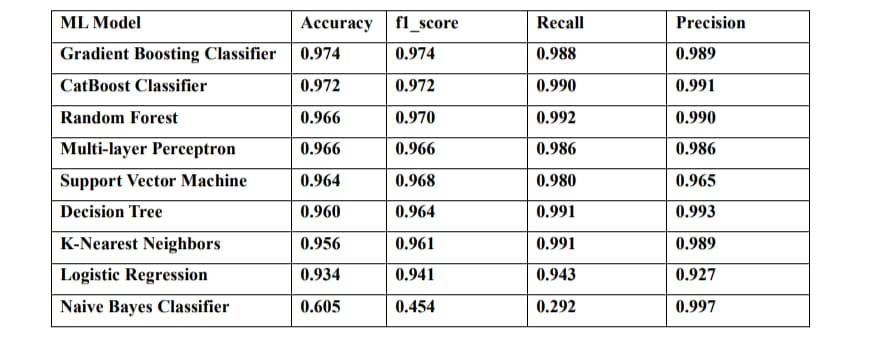 ML Model Accuracy f1_score Recall Precision
Gradient Boosting Classifier 0.974 0.974 0.988 0.989
CatBoost Classifier 0.972 0.972 0.990 0.991
Random Forest 0.966 0.970 0.992 0.990
Multi-layer Perceptron 0.966 0.966 0.986 0.986
Support Vector Machine 0.964 0.968 0.980 0.965
Decision Tree 0.960 0.964 0.991 0.993
K-Nearest Neighbors 0.956 0.961 0.991 0.989
Logistic Regression 0.934 0.941 0.943 0.927
Naive Bayes Classifier 0.605 0.454 0.292 0.997